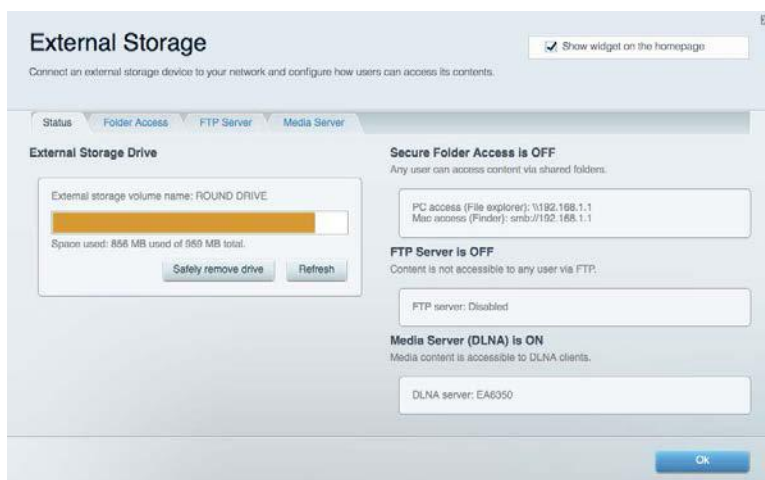 External Storage
Show widget on the homepage
Connect an external storage device to your network and configure how users can access its contents.
Status
Folder Access
FTP Server
Media Server
External Storage Drive
External storage volume name: ROUND DRIVE
Space used: 856 MB used of 959 MB total.
Safely remove drive
Refresh
Secure Folder Access is OFF
Any user can access content via shared folders.
PC access (File explorer): \\192.168.1.1
Mac access (Finder): smb://192.168.1.1
FTP Server is OFF
Content is not accessible to any user via FTP.
FTP server: Disabled
Media Server (DLNA) is ON
Media content is accessible to DLNA clients.
DLNA server: EA6350
Ok